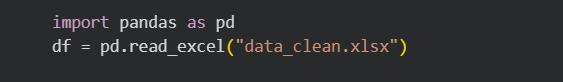 import pandas as pd
df = pd.read_excel("data_clean.xlsx")